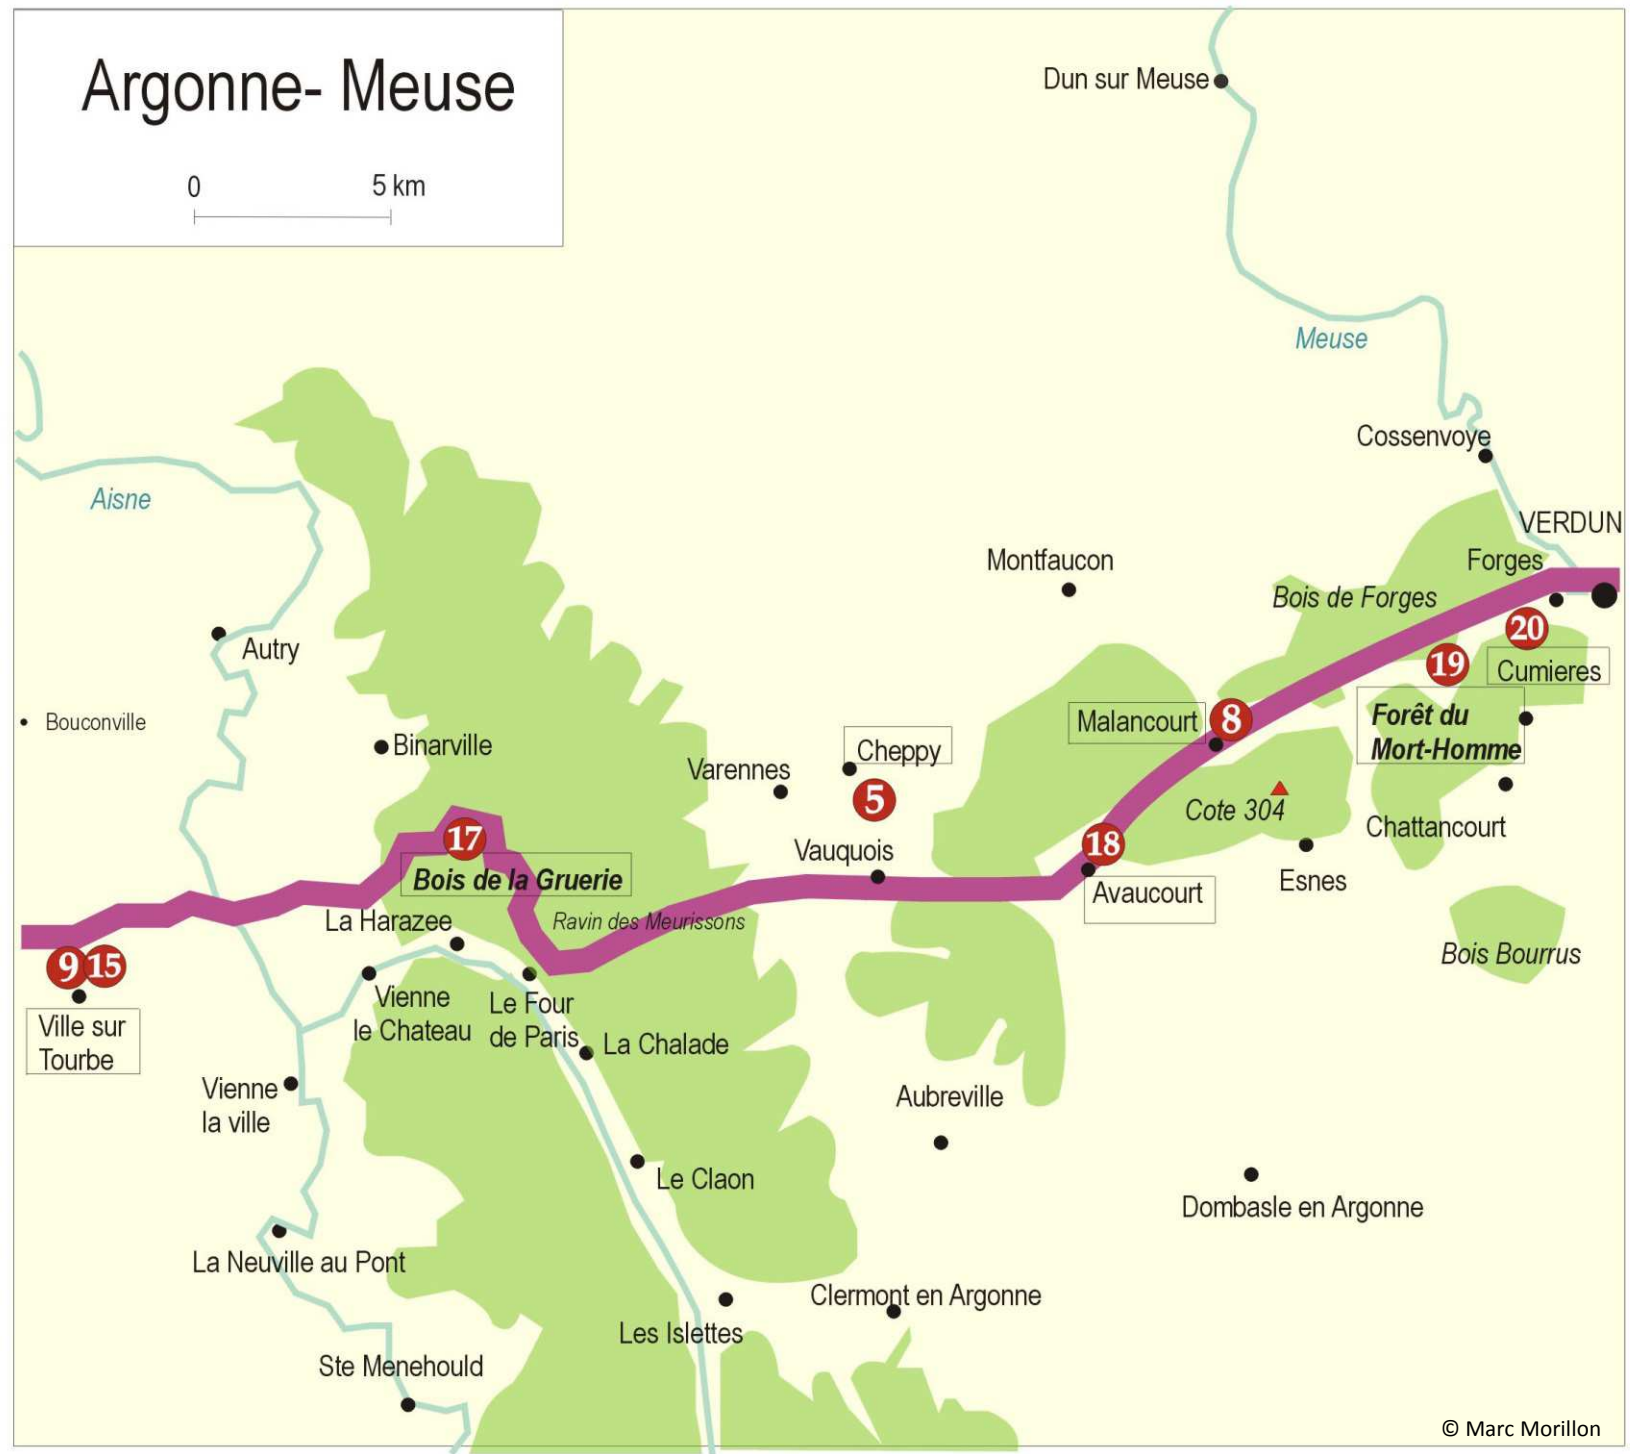 Argonne- Meuse
0 5 km
Dun sur Meuse
Meuse
Cossenvoye
Aisne
VERDUN
Montfaucon
Forges
Bois de Forges
20
Autry
19
Cumieres
Bouconville
Malancourt
8
Forêt du
Mort-Homme
Binarville
Cheppy
Varennes
5
Cote 304
Chattancourt
17
18
Vauquois
Bois de la Gruerie
Esnes
Avaucourt
La Harazee
Ravin des Meurissons
Bois Bourrus
9
15
Vienne
le Chateau
Le Four
de Paris
Ville sur
Tourbe
La Chalade
Vienne
la ville
Aubreville
Le Claon
Dombasle en Argonne
La Neuville au Pont
Clermont en Argonne
Les Islettes
Ste Menehould
© Marc Morillon